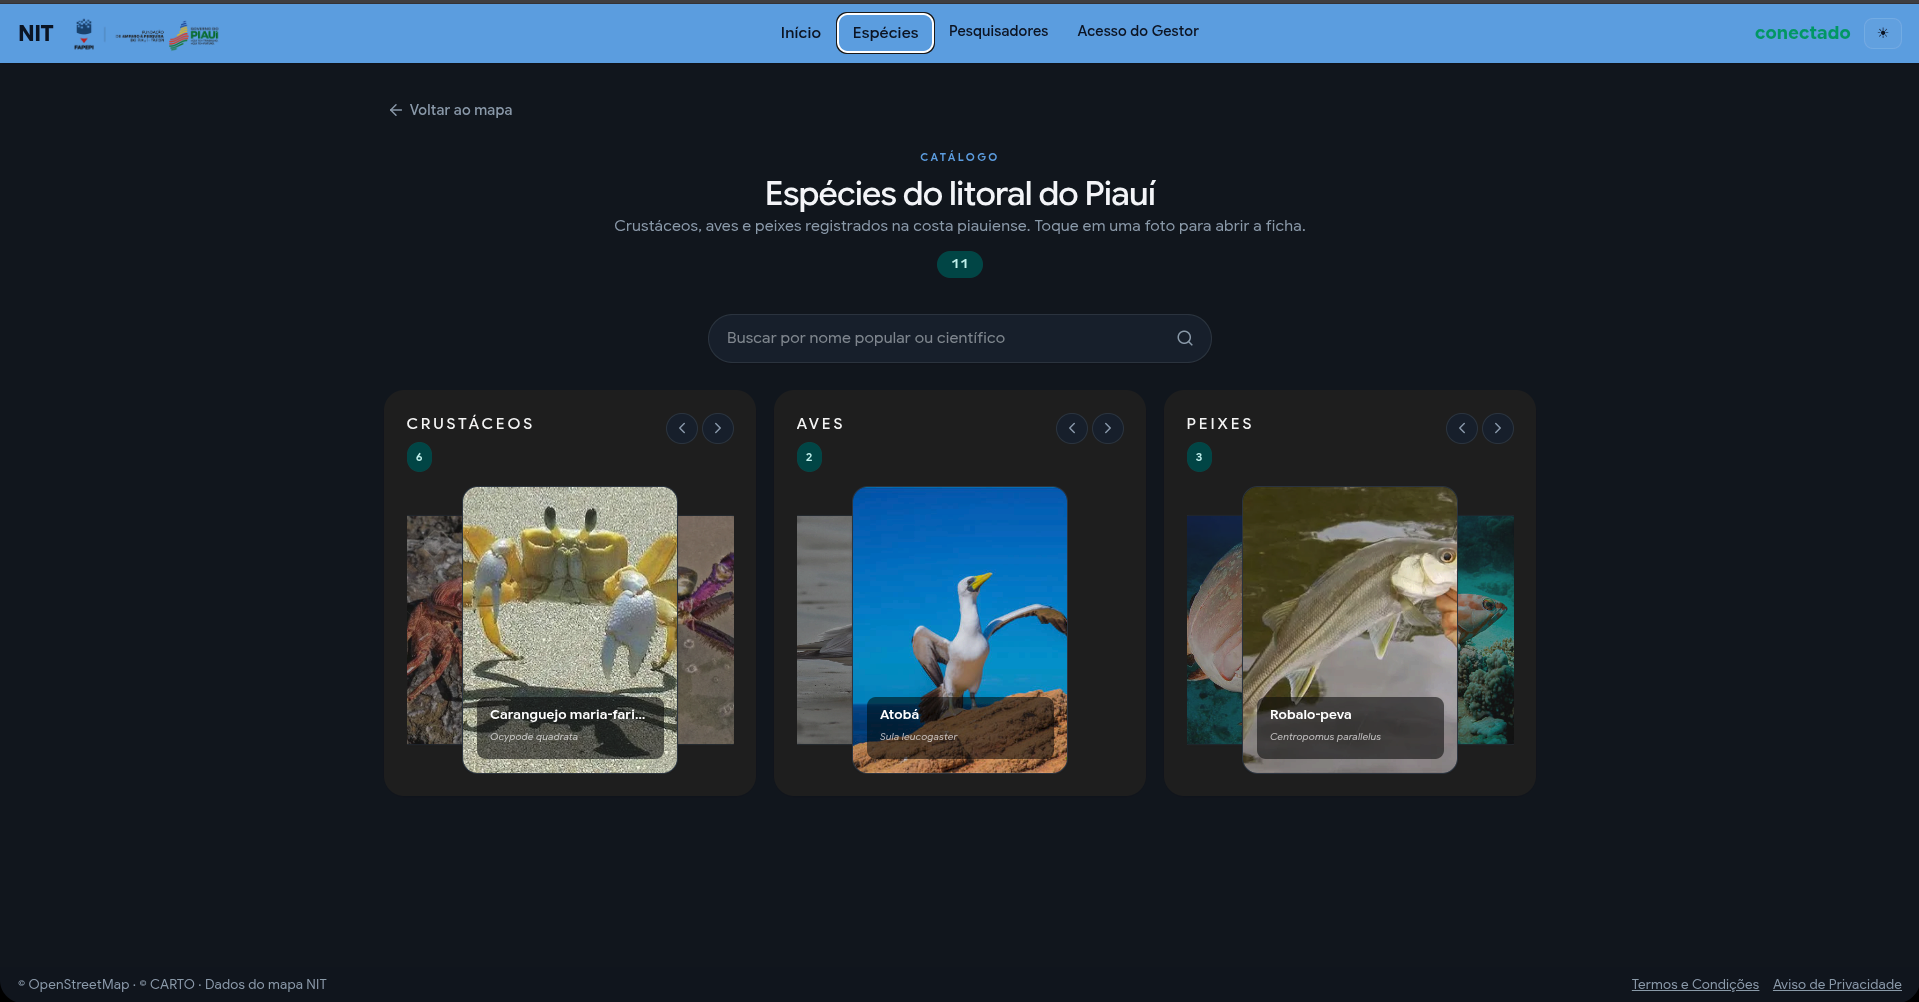 NIT
FAPEPI
PIAUÍ
Início
Espécies
Pesquisadores
Acesso do Gestor
conectado
Voltar ao mapa
CATÁLOGO
Espécies do litoral do Piauí
Crustáceos, aves e peixes registrados na costa piauiense. Toque em uma foto para abrir a ficha.
11
Buscar por nome popular ou científico
CRUSTÁCEOS
6
Caranguejo maria-fari...
Ocypode quadrata
AVES
2
Atobá
Sula leucogaster
PEIXES
3
Robalo-peva
Centropomus parallelus
© OpenStreetMap · © CARTO · Dados do mapa NIT
Termos e Condições
Aviso de Privacidade